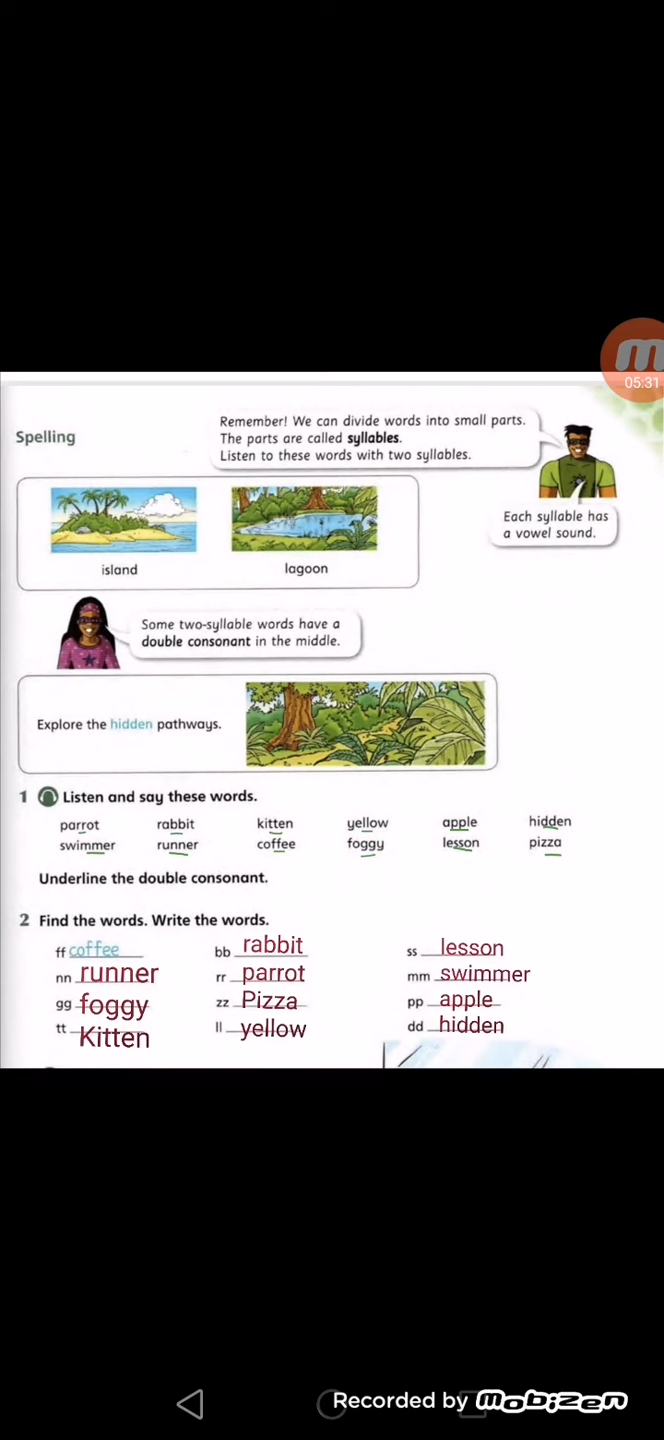 05:31
Remember! We can divide words into small parts.
Spelling
The parts are called syllables.
Listen to these words with two syllables.
Each syllable has
a vowel sound.
island lagoon
Some two-syllable words have a
double consonant in the middle.
Explore the hidden pathways.
1 Listen and say these words.
parrot rabbit kitten yellow apple hidden
swimmer runner coffee foggy lesson pizza
Underline the double consonant.
2 Find the words. Write the words.
ff coffee bb rabbit ss lesson
nn runner rr parrot mm swimmer
gg foggy zz Pizza pp apple
tt Kitten ll yellow dd hidden
Recorded by mobizen